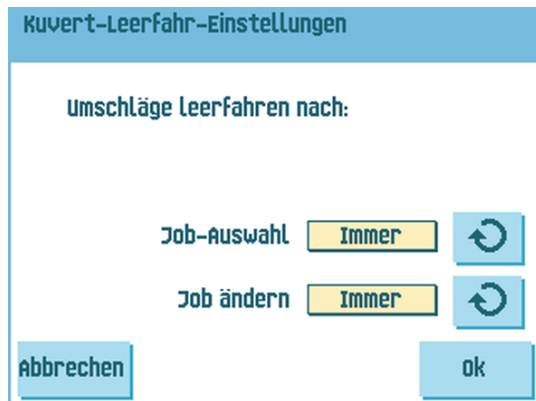 Kuvert-Leerfahr-Einstellungen
Umschläge leerfahren nach:
Job-Auswahl Immer
Job ändern Immer
Abbrechen Ok